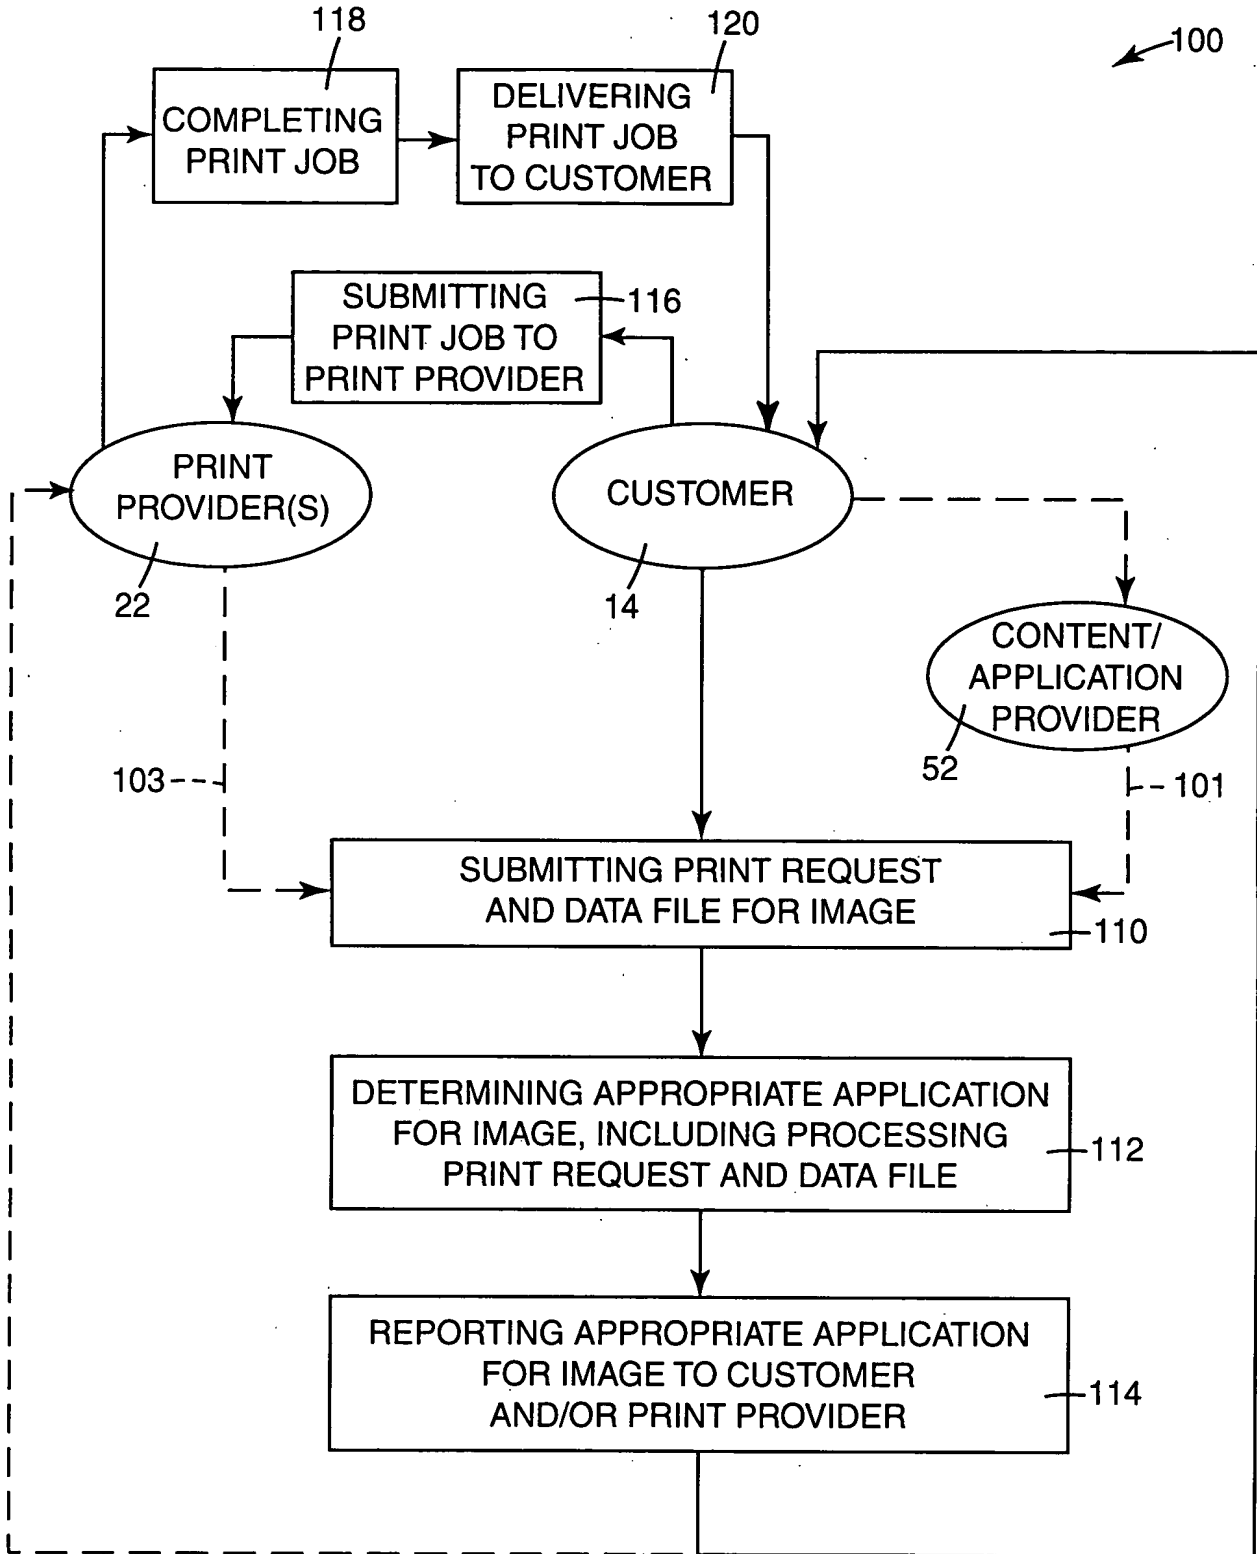 118
120
100
COMPLETING
PRINT JOB
DELIVERING
PRINT JOB
TO CUSTOMER
SUBMITTING
PRINT JOB TO
PRINT PROVIDER
116
PRINT
PROVIDER(S)
22
CUSTOMER
14
CONTENT/
APPLICATION
PROVIDER
52
103
101
SUBMITTING PRINT REQUEST
AND DATA FILE FOR IMAGE
110
DETERMINING APPROPRIATE APPLICATION
FOR IMAGE, INCLUDING PROCESSING
PRINT REQUEST AND DATA FILE
112
REPORTING APPROPRIATE APPLICATION
FOR IMAGE TO CUSTOMER
AND/OR PRINT PROVIDER
114